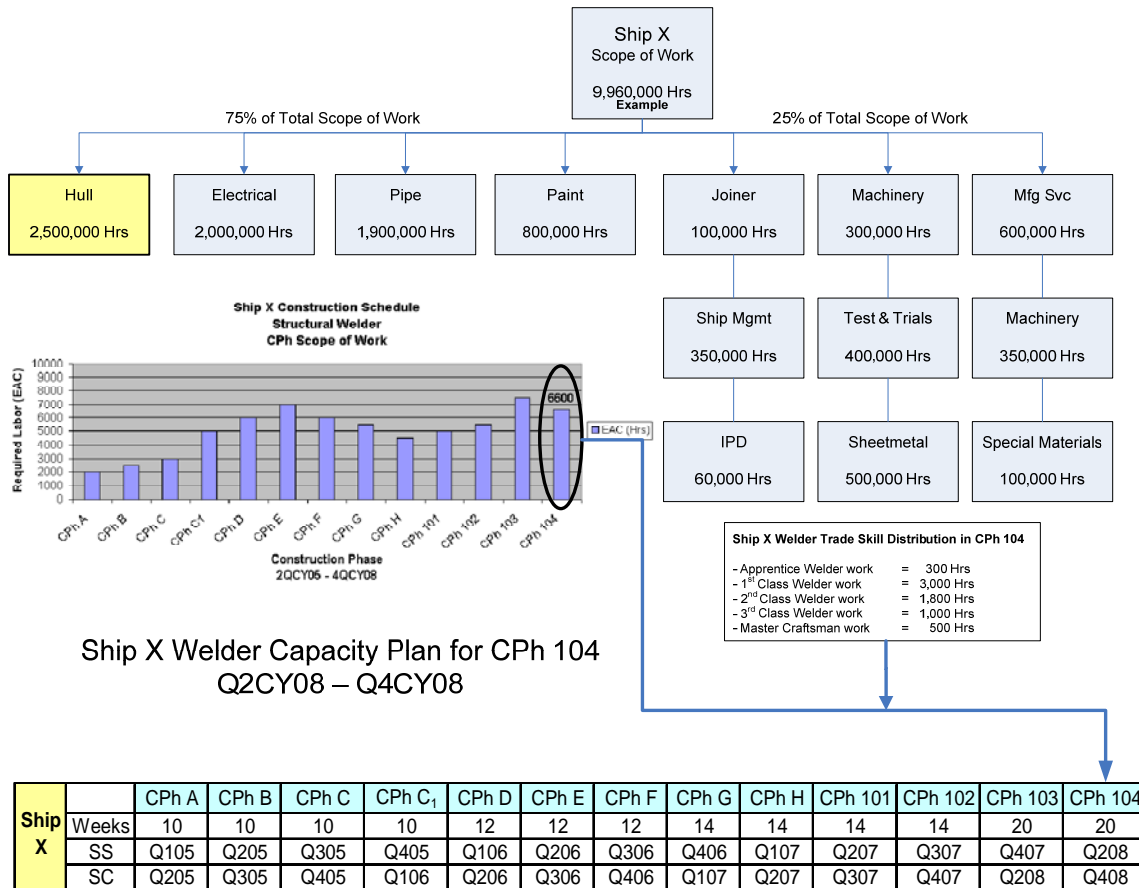 Ship X
Scope of Work
9,960,000 Hrs
Example
75% of Total Scope of Work
25% of Total Scope of Work
Hull
2,500,000 Hrs
Electrical
2,000,000 Hrs
Pipe
1,900,000 Hrs
Paint
800,000 Hrs
Joiner
100,000 Hrs
Machinery
300,000 Hrs
Mfg Svc
600,000 Hrs
Ship Mgmt
350,000 Hrs
Test & Trials
400,000 Hrs
Machinery
350,000 Hrs
IPD
60,000 Hrs
Sheetmetal
500,000 Hrs
Special Materials
100,000 Hrs
Ship X Construction Schedule
Structural Welder
CPh Scope of Work
Required Labor (EAC)
10000
9000
8000
7000
6000
5000
4000
3000
2000
1000
0
6600
EAC (Hrs)
CPh A
CPh B
CPh C
CPh C1
CPh D
CPh E
CPh F
CPh G
CPh H
CPh 101
CPh 102
CPh 103
CPh 104
Construction Phase
2QCY05 - 4QCY08
Ship X Welder Trade Skill Distribution in CPh 104
- Apprentice Welder work = 300 Hrs
- 1st Class Welder work = 3,000 Hrs
- 2nd Class Welder work = 1,800 Hrs
- 3rd Class Welder work = 1,000 Hrs
- Master Craftsman work = 500 Hrs
Ship X Welder Capacity Plan for CPh 104
Q2CY08 – Q4CY08
Ship
X
CPh A CPh B CPh C CPh C1 CPh D CPh E CPh F CPh G CPh H CPh 101 CPh 102 CPh 103 CPh 104
Weeks 10 10 10 10 12 12 12 14 14 14 14 20 20
SS Q105 Q205 Q305 Q405 Q106 Q206 Q306 Q406 Q107 Q207 Q307 Q407 Q208
SC Q205 Q305 Q405 Q106 Q206 Q306 Q406 Q107 Q207 Q307 Q407 Q208 Q408